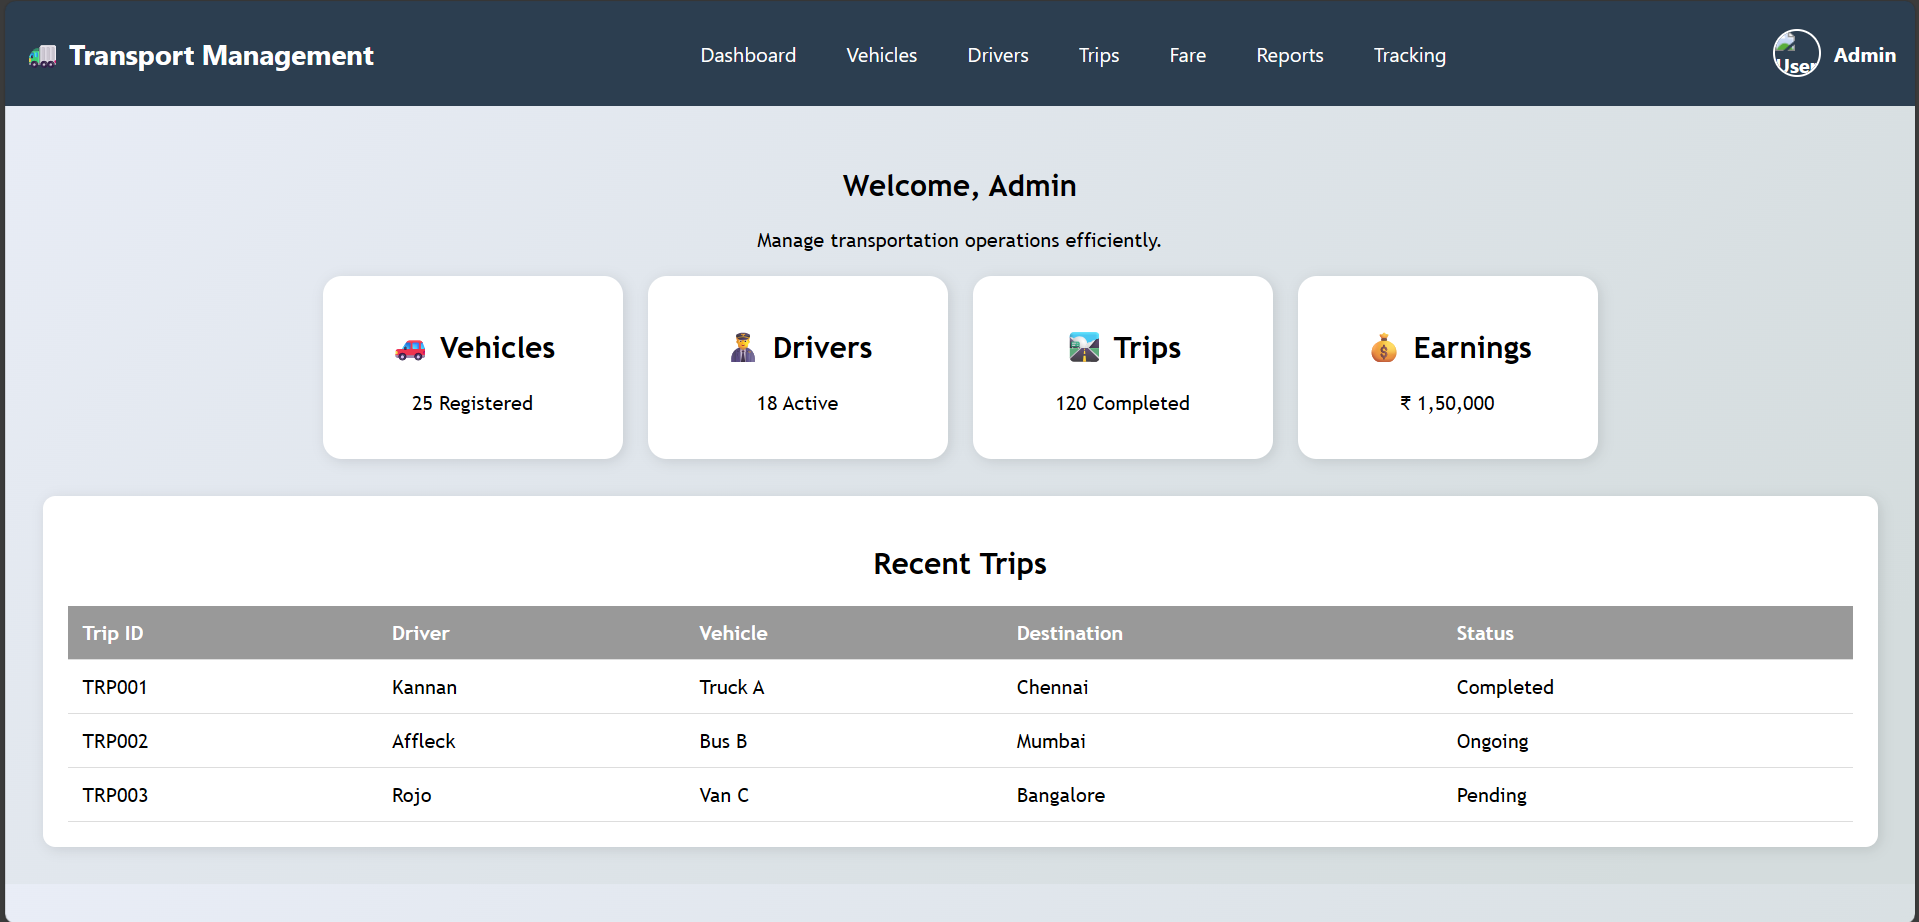 Transport Management Dashboard Vehicles Drivers Trips Fare Reports Tracking User Admin
Welcome, Admin
Manage transportation operations efficiently.
Vehicles Drivers Trips Earnings
25 Registered 18 Active 120 Completed ₹ 1,50,000
Recent Trips
Trip ID Driver Vehicle Destination Status
TRP001 Kannan Truck A Chennai Completed
TRP002 Affleck Bus B Mumbai Ongoing
TRP003 Rojo Van C Bangalore Pending